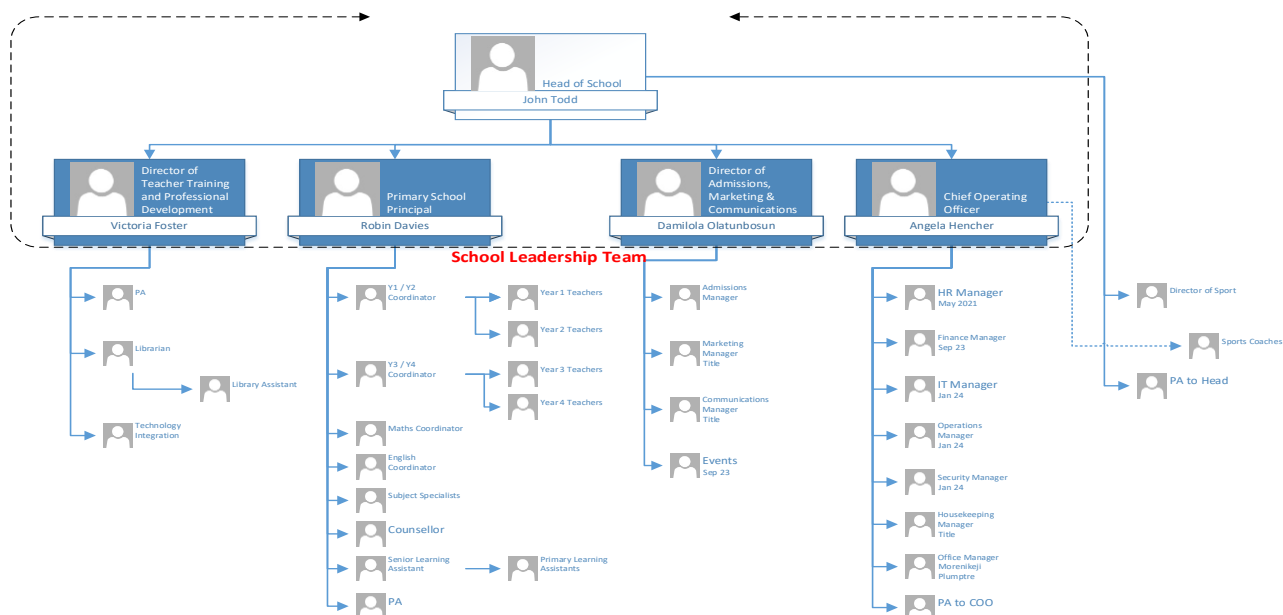 Head of School
John Todd
Director of
Teacher Training
and Professional
Development
Victoria Foster
Primary School
Principal
Robin Davies
Director of
Admissions,
Marketing &
Communications
Damilola Olatunbosun
Chief Operating
Officer
Angela Hencher
School Leadership Team
PA
Librarian
Library Assistant
Technology
Integration
Y1 / Y2
Coordinator
Year 1 Teachers
Year 2 Teachers
Y3 / Y4
Coordinator
Year 3 Teachers
Year 4 Teachers
Maths Coordinator
English
Coordinator
Subject Specialists
Counsellor
Senior Learning
Assistant
Primary Learning
Assistants
PA
Admissions
Manager
Marketing
Manager
Title
Communications
Manager
Title
Events
Sep 23
HR Manager
May 2021
Finance Manager
Sep 23
IT Manager
Jan 24
Operations
Manager
Jan 24
Security Manager
Jan 24
Housekeeping
Manager
Title
Office Manager
Morenikeji
Plumptre
PA to COO
Director of Sport
Sports Coaches
PA to Head